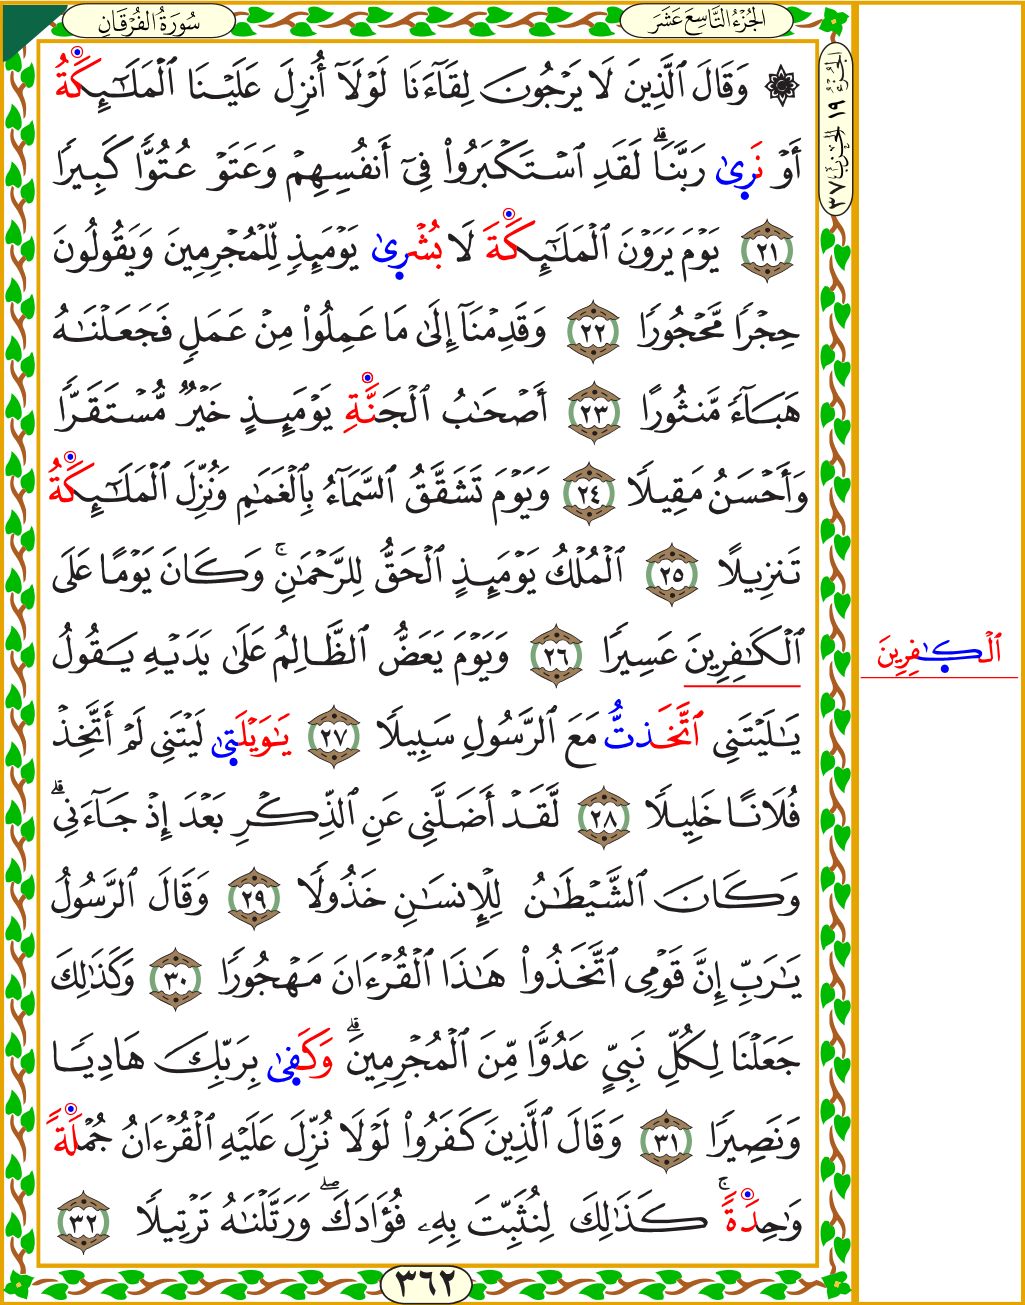 سُورَةُ الفُرْقَانِ
الجُزْءُ التَّاسِعَ عَشَرَ
الجُزْءُ ١٩ الحِزْبُ ٣٧
۞ وَقَالَ ٱلَّذِينَ لَا يَرْجُونَ لِقَآءَنَا لَوْلَآ أُنزِلَ عَلَيْنَا ٱلْمَلَـٰٓئِكَةُ
أَوْ نَرَىٰ رَبَّنَا ۗ لَقَدِ ٱسْتَكْبَرُوا۟ فِىٓ أَنفُسِهِمْ وَعَتَوْ عُتُوًّا كَبِيرًا
٢١ يَوْمَ يَرَوْنَ ٱلْمَلَـٰٓئِكَةَ لَا بُشْرَىٰ يَوْمَئِذٍ لِّلْمُجْرِمِينَ وَيَقُولُونَ
حِجْرًا مَّحْجُورًا ٢٢ وَقَدِمْنَآ إِلَىٰ مَا عَمِلُوا۟ مِنْ عَمَلٍ فَجَعَلْنَـٰهُ
هَبَآءً مَّنثُورًا ٢٣ أَصْحَـٰبُ ٱلْجَنَّةِ يَوْمَئِذٍ خَيْرٌ مُّسْتَقَرًّا
وَأَحْسَنُ مَقِيلًا ٢٤ وَيَوْمَ تَشَقَّقُ ٱلسَّمَآءُ بِٱلْغَمَـٰمِ وَنُزِّلَ ٱلْمَلَـٰٓئِكَةُ
تَنزِيلًا ٢٥ ٱلْمُلْكُ يَوْمَئِذٍ ٱلْحَقُّ لِلرَّحْمَـٰنِ ۚ وَكَانَ يَوْمًا عَلَى
ٱلْكَـٰفِرِينَ عَسِيرًا ٢٦ وَيَوْمَ يَعَضُّ ٱلظَّالِمُ عَلَىٰ يَدَيْهِ يَقُولُ
ٱلْكَـٰفِرِينَ
يَـٰلَيْتَنِى ٱتَّخَذتُّ مَعَ ٱلرَّسُولِ سَبِيلًا ٢٧ يَـٰوَيْلَتَىٰ لَيْتَنِى لَمْ أَتَّخِذْ
فُلَانًا خَلِيلًا ٢٨ لَّقَدْ أَضَلَّنِى عَنِ ٱلذِّكْرِ بَعْدَ إِذْ جَآءَنِى ۗ
وَكَانَ ٱلشَّيْطَـٰنُ لِلْإِنسَـٰنِ خَذُولًا ٢٩ وَقَالَ ٱلرَّسُولُ
يَـٰرَبِّ إِنَّ قَوْمِى ٱتَّخَذُوا۟ هَـٰذَا ٱلْقُرْءَانَ مَهْجُورًا ٣٠ وَكَذَٰلِكَ
جَعَلْنَا لِكُلِّ نَبِىٍّ عَدُوًّا مِّنَ ٱلْمُجْرِمِينَ ۗ وَكَفَىٰ بِرَبِّكَ هَادِيًا
وَنَصِيرًا ٣١ وَقَالَ ٱلَّذِينَ كَفَرُوا۟ لَوْلَا نُزِّلَ عَلَيْهِ ٱلْقُرْءَانُ جُمْلَةً
وَٰحِدَةً ۚ كَذَٰلِكَ لِنُثَبِّتَ بِهِۦ فُؤَادَكَ ۖ وَرَتَّلْنَـٰهُ تَرْتِيلًا ٣٢
٣٦٢